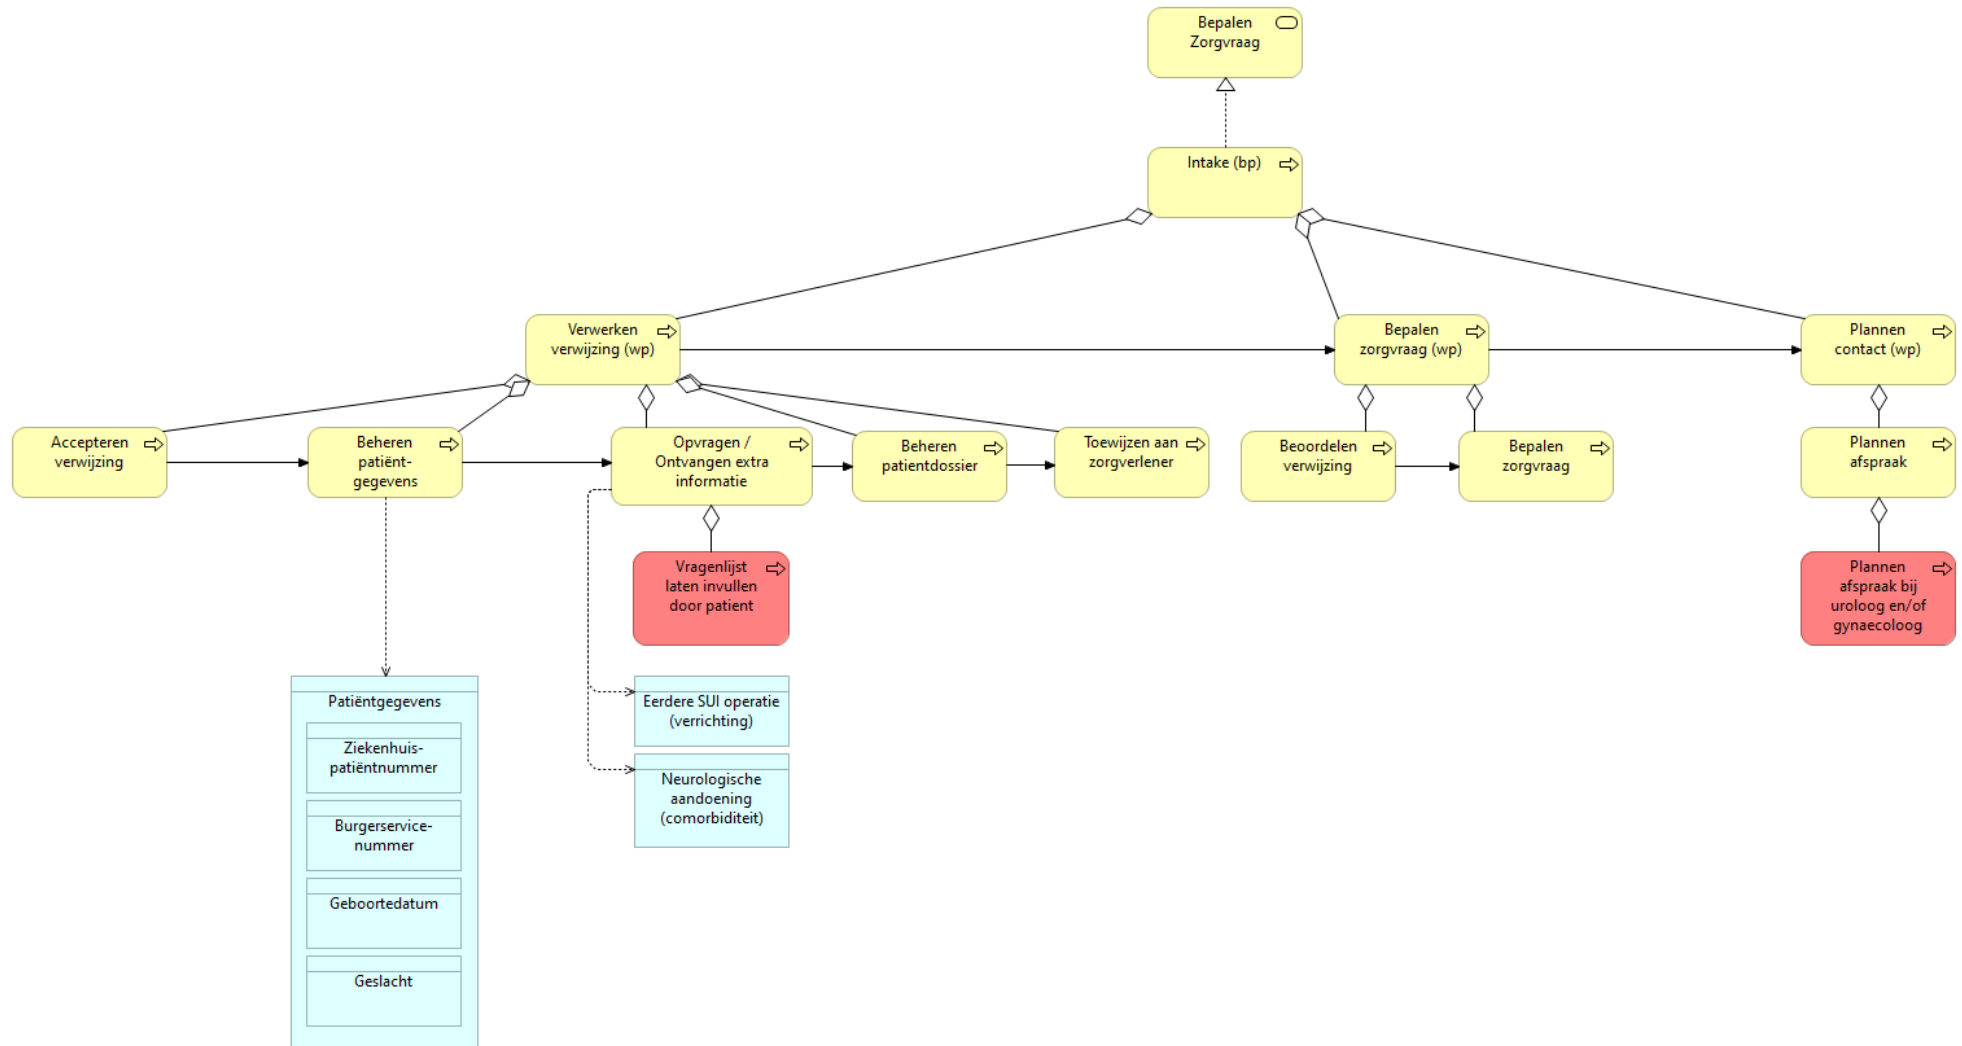 Bepalen
Zorgvraag
Intake (bp)
Verwerken
verwijzing (wp)
Bepalen
zorgvraag (wp)
Plannen
contact (wp)
Accepteren
verwijzing
Beheren
patiënt-
gegevens
Opvragen /
Ontvangen extra
informatie
Beheren
patientdossier
Toewijzen aan
zorgverlener
Beoordelen
verwijzing
Bepalen
zorgvraag
Plannen
afspraak
Vragenlijst
laten invullen
door patient
Plannen
afspraak bij
uroloog en/of
gynaecoloog
Patiëntgegevens
Ziekenhuis-
patiëntnummer
Burgerservice-
nummer
Geboortedatum
Geslacht
Eerdere SUI operatie
(verrichting)
Neurologische
aandoening
(comorbiditeit)